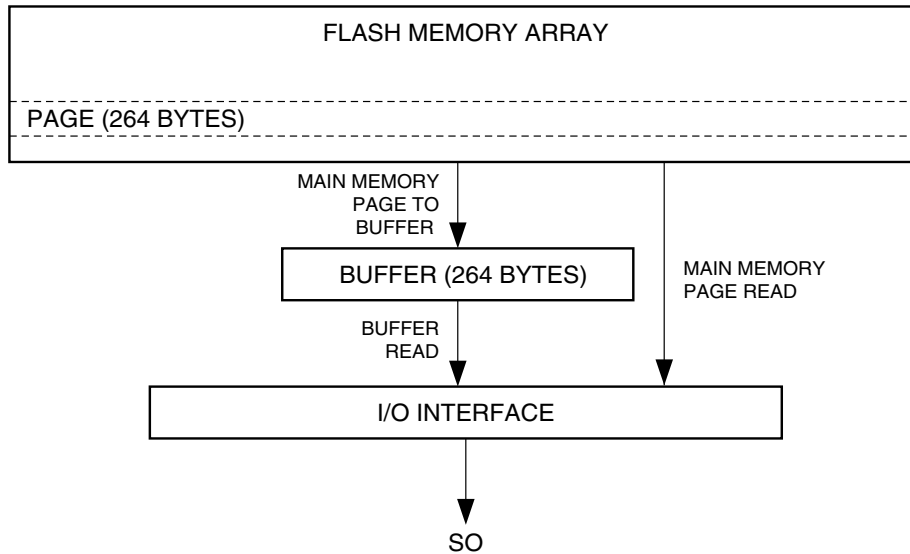 FLASH MEMORY ARRAY
PAGE (264 BYTES)
MAIN MEMORY
PAGE TO
BUFFER
BUFFER (264 BYTES)
MAIN MEMORY
PAGE READ
BUFFER
READ
I/O INTERFACE
SO